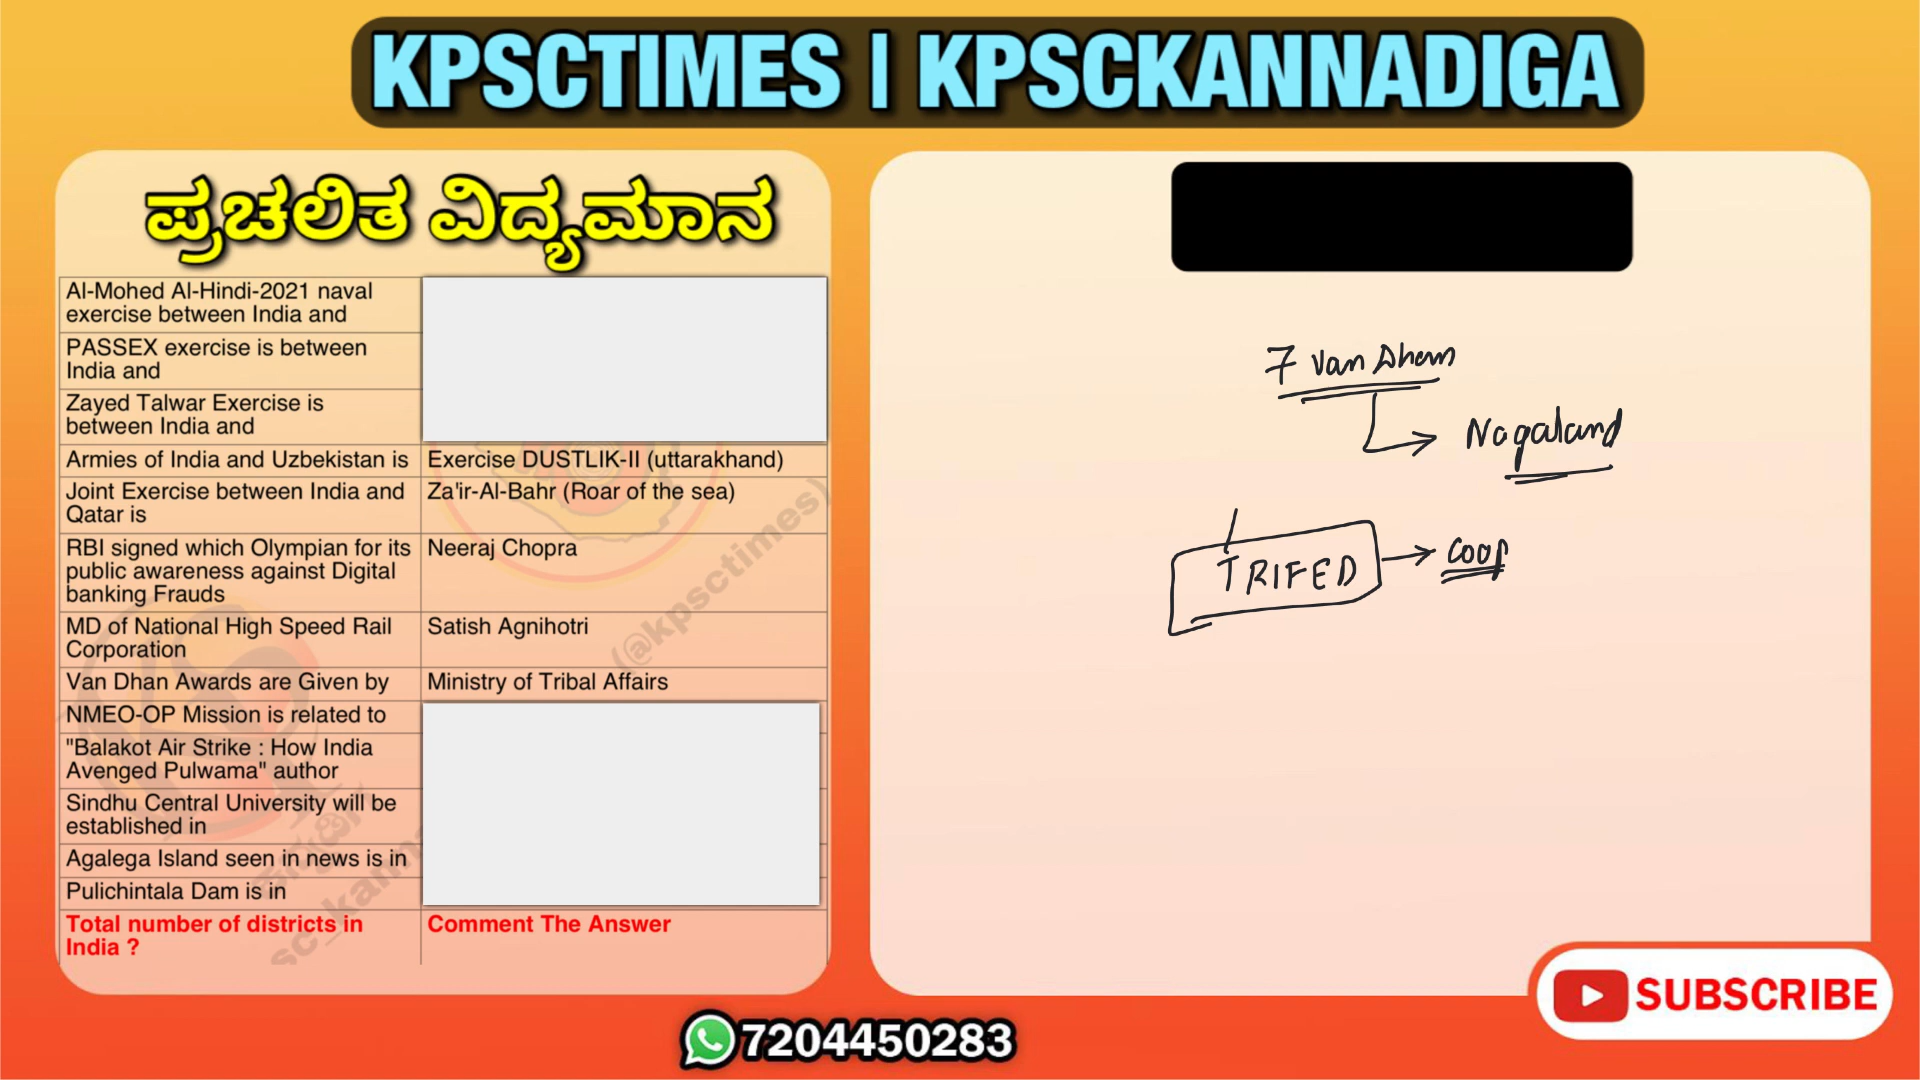 KPSCTIMES | KPSCKANNADIGA
ಪ್ರಚಲಿತ ವಿದ್ಯಮಾನ
Al-Mohed Al-Hindi-2021 naval
exercise between India and
PASSEX exercise is between
India and
Zayed Talwar Exercise is
between India and
Armies of India and Uzbekistan is
Exercise DUSTLIK-II (uttarakhand)
Joint Exercise between India and
Qatar is
Za'ir-Al-Bahr (Roar of the sea)
RBI signed which Olympian for its
public awareness against Digital
banking Frauds
Neeraj Chopra
MD of National High Speed Rail
Corporation
Satish Agnihotri
Van Dhan Awards are Given by
Ministry of Tribal Affairs
NMEO-OP Mission is related to
"Balakot Air Strike : How India
Avenged Pulwama" author
Sindhu Central University will be
established in
Agalega Island seen in news is in
Pulichintala Dam is in
Total number of districts in
India ?
Comment The Answer
(@kpsctimes)
7 Van Dhan
Nagaland
TRIFED
coop
SUBSCRIBE
7204450283